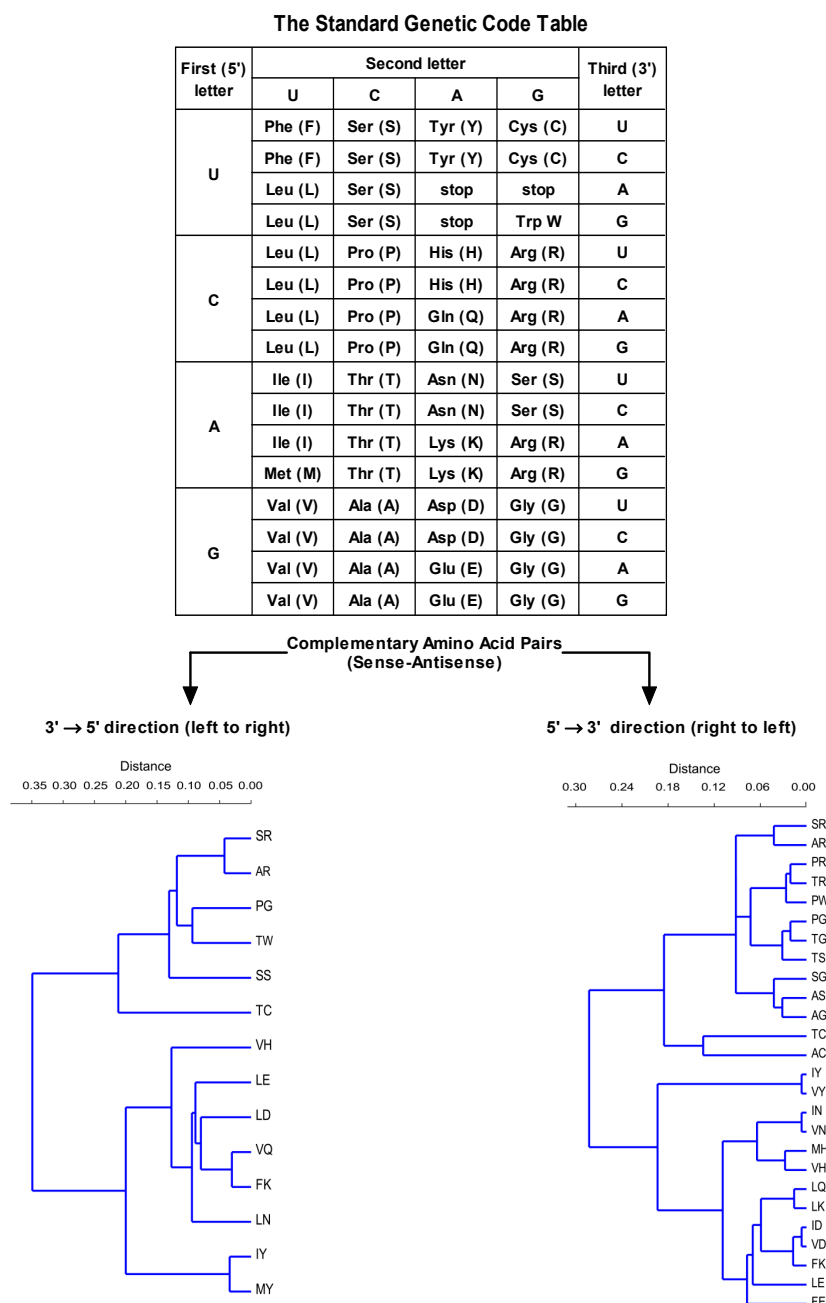 The Standard Genetic Code Table
First (5') letter Second letter Third (3') letter
U C A G
U Phe (F) Ser (S) Tyr (Y) Cys (C) U
Phe (F) Ser (S) Tyr (Y) Cys (C) C
Leu (L) Ser (S) stop stop A
Leu (L) Ser (S) stop Trp W G
C Leu (L) Pro (P) His (H) Arg (R) U
Leu (L) Pro (P) His (H) Arg (R) C
Leu (L) Pro (P) Gln (Q) Arg (R) A
Leu (L) Pro (P) Gln (Q) Arg (R) G
A Ile (I) Thr (T) Asn (N) Ser (S) U
Ile (I) Thr (T) Asn (N) Ser (S) C
Ile (I) Thr (T) Lys (K) Arg (R) A
Met (M) Thr (T) Lys (K) Arg (R) G
G Val (V) Ala (A) Asp (D) Gly (G) U
Val (V) Ala (A) Asp (D) Gly (G) C
Val (V) Ala (A) Glu (E) Gly (G) A
Val (V) Ala (A) Glu (E) Gly (G) G
Complementary Amino Acid Pairs
(Sense-Antisense)
3' → 5' direction (left to right)
Distance
0.35 0.30 0.25 0.20 0.15 0.10 0.05 0.00
SR
AR
PG
TW
SS
TC
VH
LE
LD
VQ
FK
LN
IY
MY
5' → 3' direction (right to left)
Distance
0.30 0.24 0.18 0.12 0.06 0.00
SR
AR
PR
TR
PW
PG
TG
TS
SG
AS
AG
TC
AC
IY
VY
IN
VN
MH
VH
LQ
LK
ID
VD
FK
LE